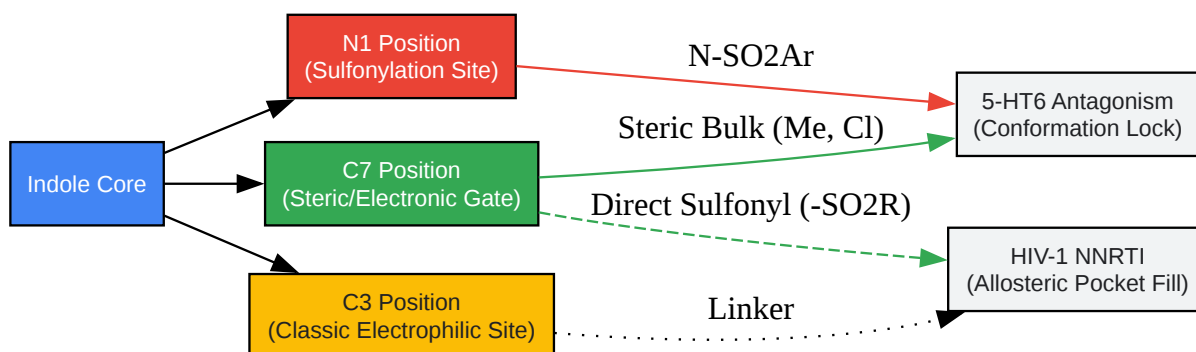 Indole Core
N1 Position
(Sulfonylation Site)
C7 Position
(Steric/Electronic Gate)
C3 Position
(Classic Electrophilic Site)
N-SO2Ar
Steric Bulk (Me, Cl)
Direct Sulfonyl (-SO2R)
Linker
5-HT6 Antagonism
(Conformation Lock)
HIV-1 NNRTI
(Allosteric Pocket Fill)